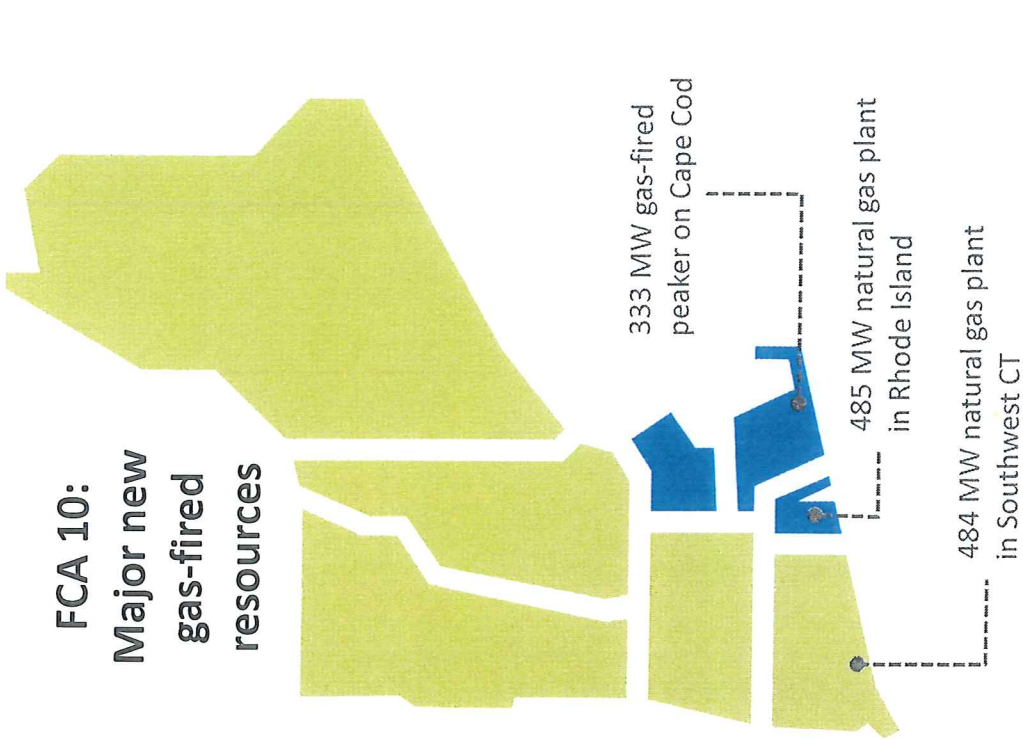 FCA 10:
Major new
gas-fired
resources
333 MW gas-fired
peaker on Cape Cod
485 MW natural gas plant
in Rhode Island
484 MW natural gas plant
in Southwest CT